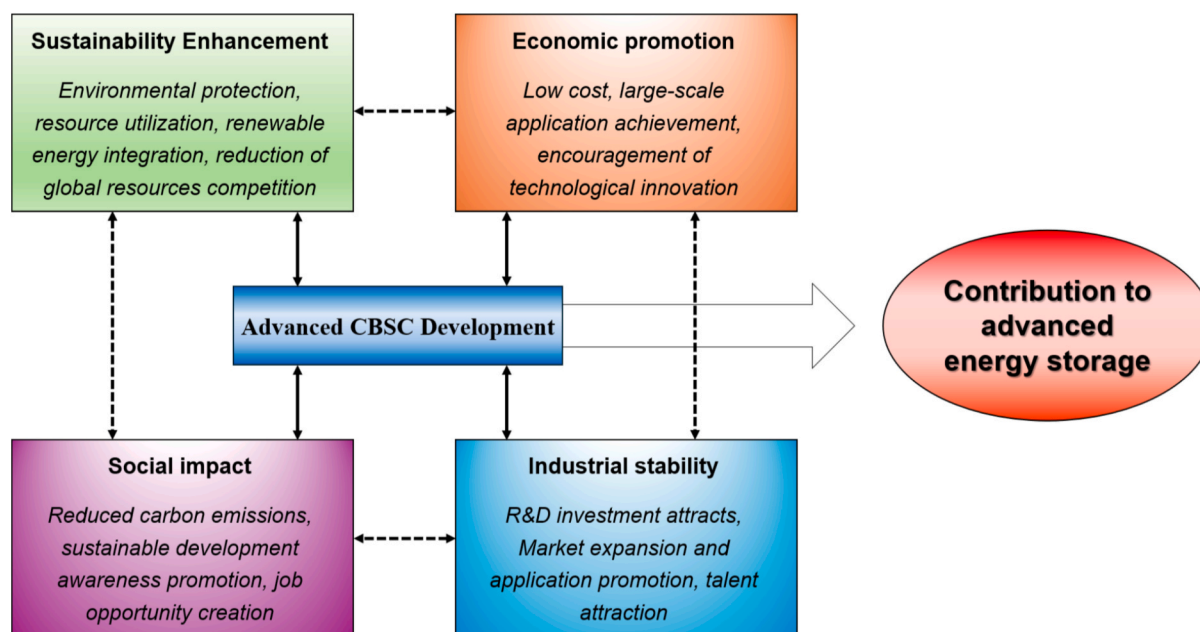 Sustainability Enhancement
Environmental protection,
resource utilization, renewable
energy integration, reduction of
global resources competition
Economic promotion
Low cost, large-scale
application achievement,
encouragement of
technological innovation
Advanced CBSC Development
Contribution to
advanced
energy storage
Social impact
Reduced carbon emissions,
sustainable development
awareness promotion, job
opportunity creation
Industrial stability
R&D investment attracts,
Market expansion and
application promotion, talent
attraction